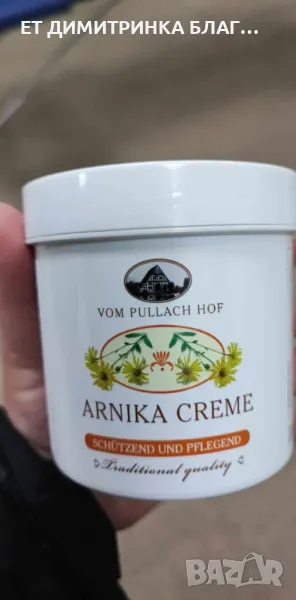 ЕТ ДИМИТРИНКА БЛАГ...
VOM PULLACH HOF
ARNIKA CREME
SCHÜTZEND UND PFLEGEND
Traditional quality
BAZAR